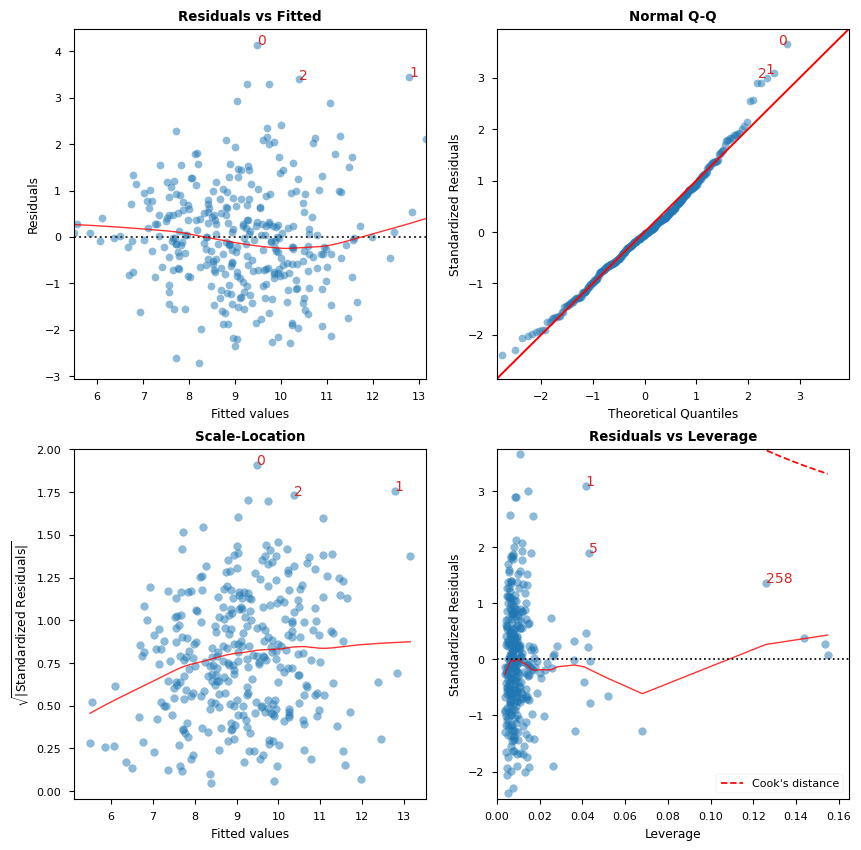 Residuals vs Fitted
Residuals
4
3
2
1
0
−1
−2
−3
0
2
1
6 7 8 9 10 11 12 13
Fitted values
Normal Q-Q
Standardized Residuals
3
2
1
0
−1
−2
0
2
1
−2 −1 0 1 2 3
Theoretical Quantiles
Scale-Location
√|Standardized Residuals|
2.00
1.75
1.50
1.25
1.00
0.75
0.50
0.25
0.00
0
2
1
6 7 8 9 10 11 12 13
Fitted values
Residuals vs Leverage
Standardized Residuals
3
2
1
0
−1
−2
1
5
258
Cook's distance
0.00 0.02 0.04 0.06 0.08 0.10 0.12 0.14 0.16
Leverage